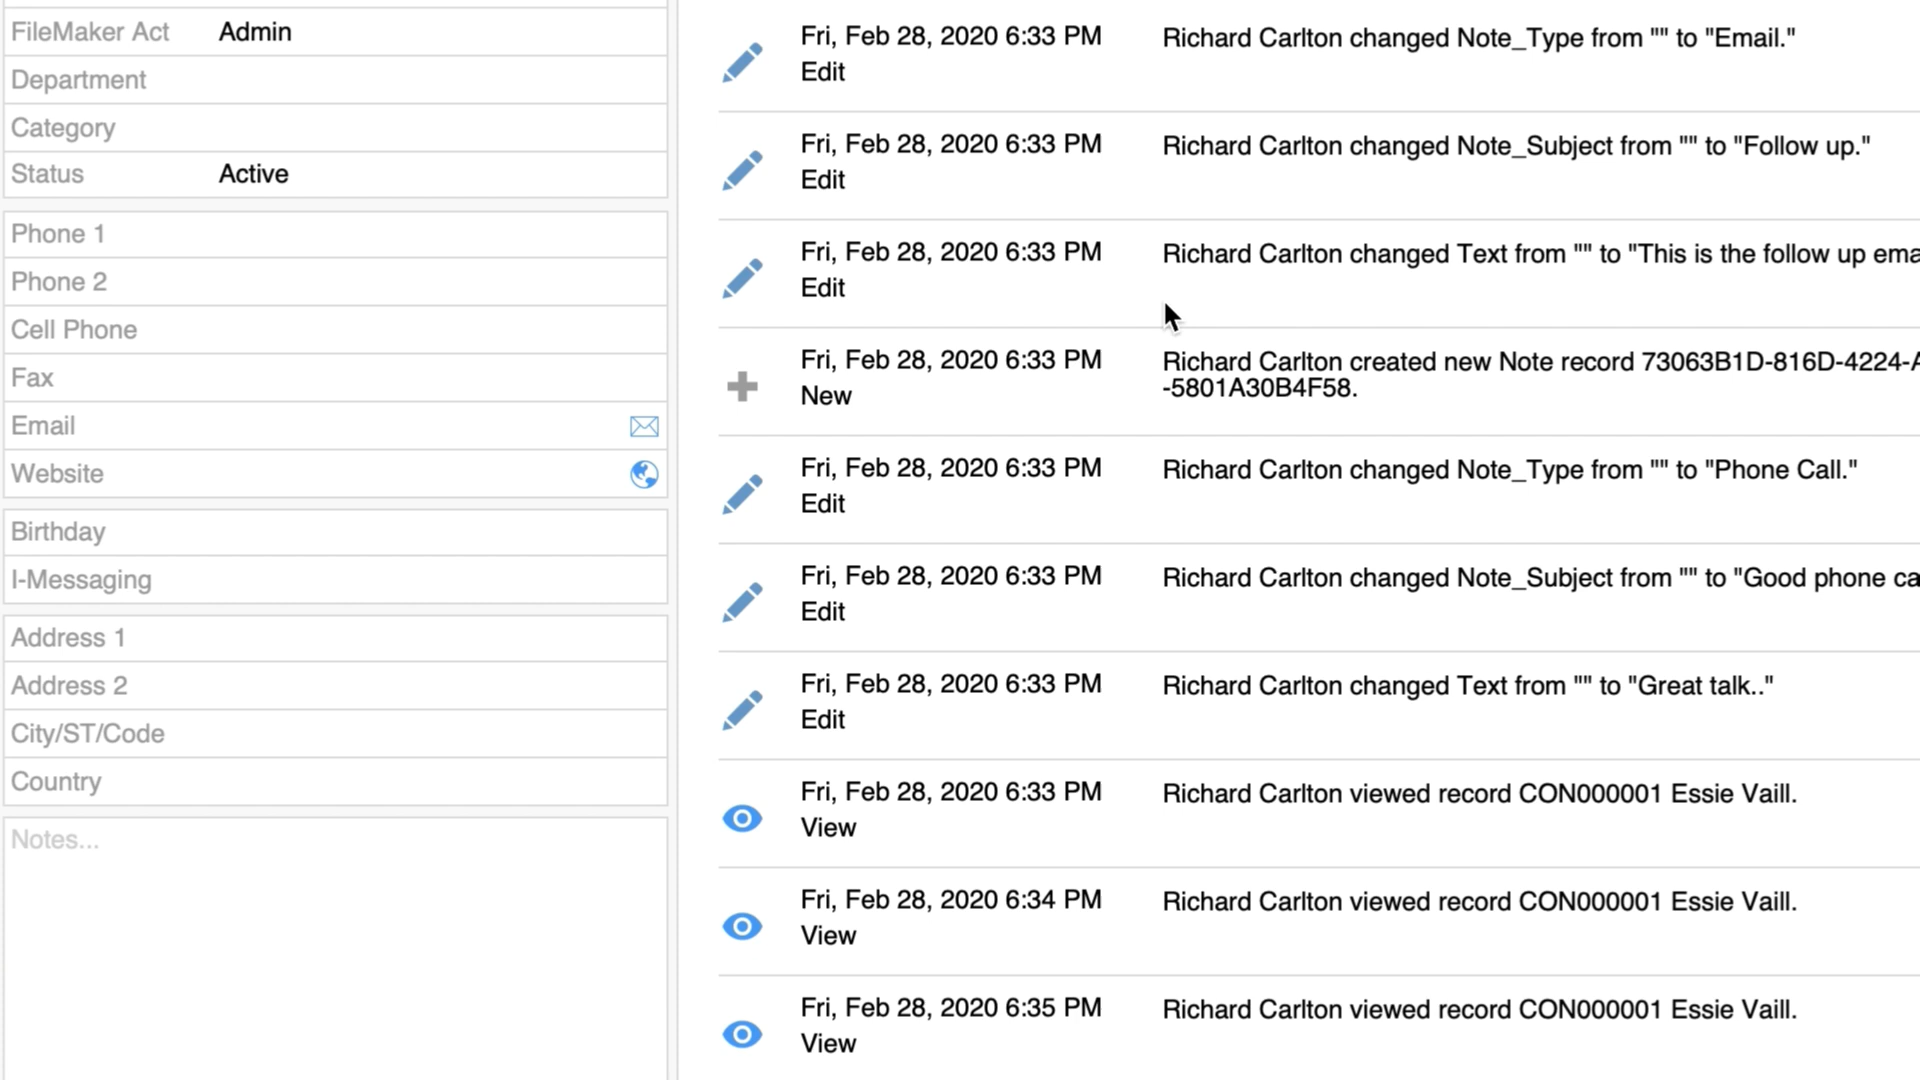 FileMaker Act Admin
Department
Category
Status Active
Phone 1
Phone 2
Cell Phone
Fax
Email
Website
Birthday
I-Messaging
Address 1
Address 2
City/ST/Code
Country
Notes...
Fri, Feb 28, 2020 6:33 PM
Edit
Richard Carlton changed Note_Type from "" to "Email."
Fri, Feb 28, 2020 6:33 PM
Edit
Richard Carlton changed Note_Subject from "" to "Follow up."
Fri, Feb 28, 2020 6:33 PM
Edit
Richard Carlton changed Text from "" to "This is the follow up
Fri, Feb 28, 2020 6:33 PM
New
Richard Carlton created new Note record 73063B1D-816D-4224-
-5801A30B4F58.
Fri, Feb 28, 2020 6:33 PM
Edit
Richard Carlton changed Note_Type from "" to "Phone Call."
Fri, Feb 28, 2020 6:33 PM
Edit
Richard Carlton changed Note_Subject from "" to "Good phone
Fri, Feb 28, 2020 6:33 PM
Edit
Richard Carlton changed Text from "" to "Great talk.."
Fri, Feb 28, 2020 6:33 PM
View
Richard Carlton viewed record CON000001 Essie Vaill.
Fri, Feb 28, 2020 6:34 PM
View
Richard Carlton viewed record CON000001 Essie Vaill.
Fri, Feb 28, 2020 6:35 PM
View
Richard Carlton viewed record CON000001 Essie Vaill.